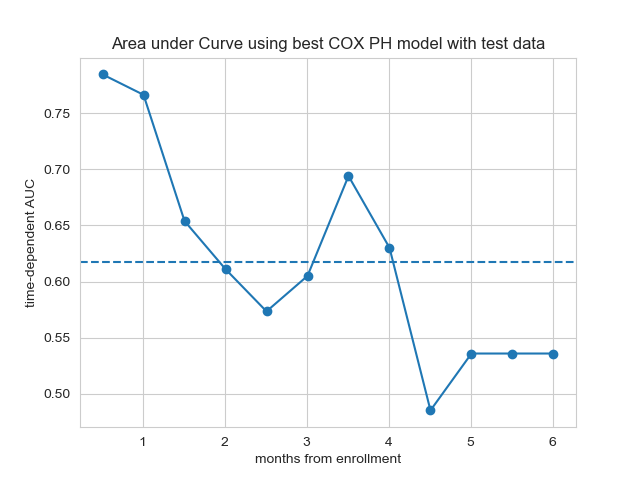 Area under Curve using best COX PH model with test data
time-dependent AUC
0.75
0.70
0.65
0.60
0.55
0.50
1 2 3 4 5 6
months from enrollment